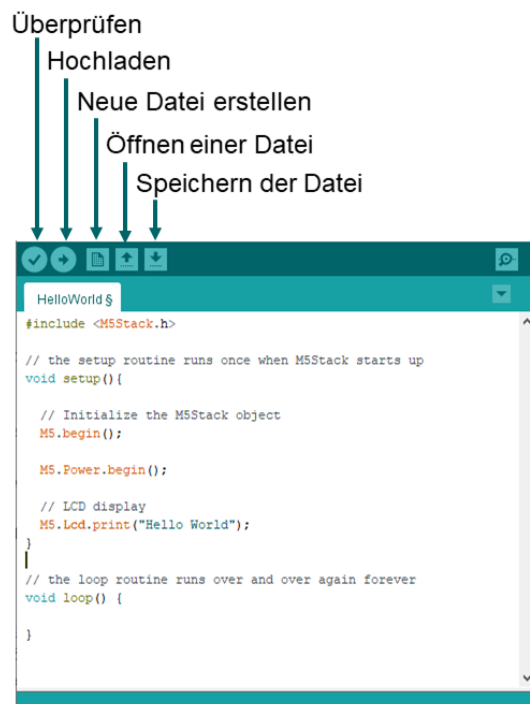 Überprüfen
Hochladen
Neue Datei erstellen
Öffnen einer Datei
Speichern der Datei
HelloWorld §
#include <M5Stack.h>
// the setup routine runs once when M5Stack starts up
void setup(){
// Initialize the M5Stack object
M5.begin();
M5.Power.begin();
// LCD display
M5.Lcd.print("Hello World");
}
// the loop routine runs over and over again forever
void loop() {
}